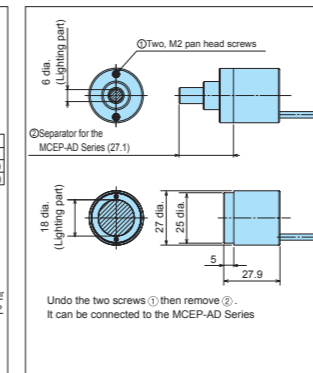 6 dia.
(Lighting part)
①Two, M2 pan head screws
②Separator for the
MCEP-AD Series (27.1)
18 dia.
(Lighting part)
27 dia.
25 dia.
5
27.9
Undo the two screws ① then remove ②.
It can be connected to the MCEP-AD Series